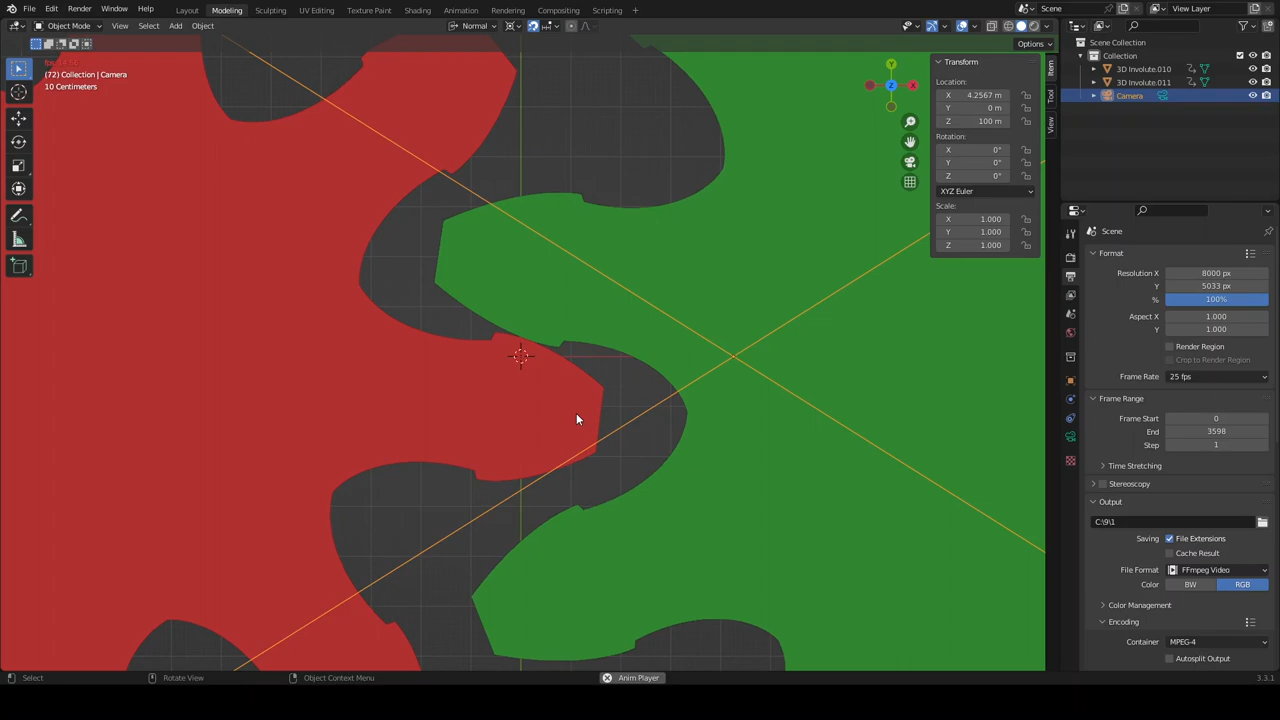 File Edit Render Window Help Layout Modeling Sculpting UV Editing Texture Paint Shading Animation Rendering Compositing Scripting + Scene View Layer
Object Mode View Select Add Object Normal
Options
(72) Collection | Camera
10 Centimeters
Transform
Location:
X 4.2567 m
Y 0 m
Z 100 m
Rotation:
X 0°
Y 0°
Z 0°
XYZ Euler
Scale:
X 1.000
Y 1.000
Z 1.000
Item
Tool
View
Y
Z X
Scene Collection
Collection
3D Involute.010
3D Involute.011
Camera
Scene
Format
Resolution X 8000 px
Y 5033 px
% 100%
Aspect X 1.000
Y 1.000
Render Region
Crop to Render Region
Frame Rate 25 fps
Frame Range
Frame Start 0
End 3598
Step 1
Time Stretching
Stereoscopy
Output
C:\9\1
Saving File Extensions
Cache Result
File Format FFmpeg Video
Color BW RGB
Color Management
Encoding
Container MPEG-4
Autosplit Output
Select Rotate View Object Context Menu Anim Player 3.3.1